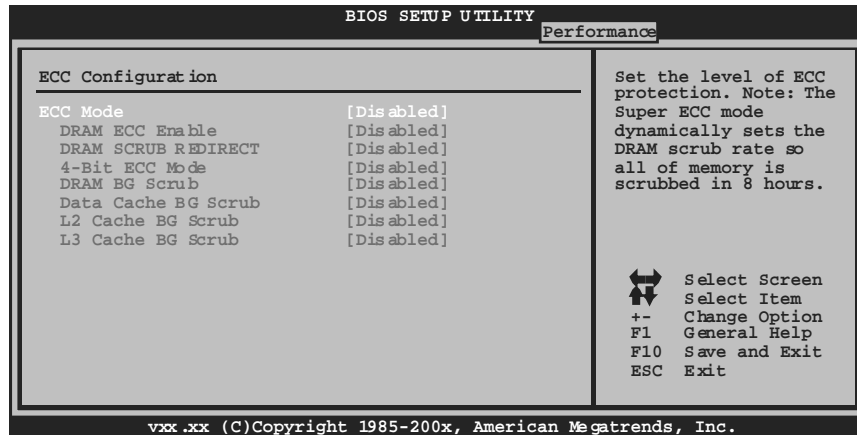 BIOS SETUP UTILITY
Performance
ECC Configuration
ECC Mode [Disabled]
DRAM ECC Enable [Disabled]
DRAM SCRUB REDIRECT [Disabled]
4-Bit ECC Mode [Disabled]
DRAM BG Scrub [Disabled]
Data Cache BG Scrub [Disabled]
L2 Cache BG Scrub [Disabled]
L3 Cache BG Scrub [Disabled]
Set the level of ECC
protection. Note: The
Super ECC mode
dynamically sets the
DRAM scrub rate so
all of memory is
scrubbed in 8 hours.
Select Screen
Select Item
+- Change Option
F1 General Help
F10 Save and Exit
ESC Exit
vxx.xx (C)Copyright 1985-200x, American Megatrends, Inc.